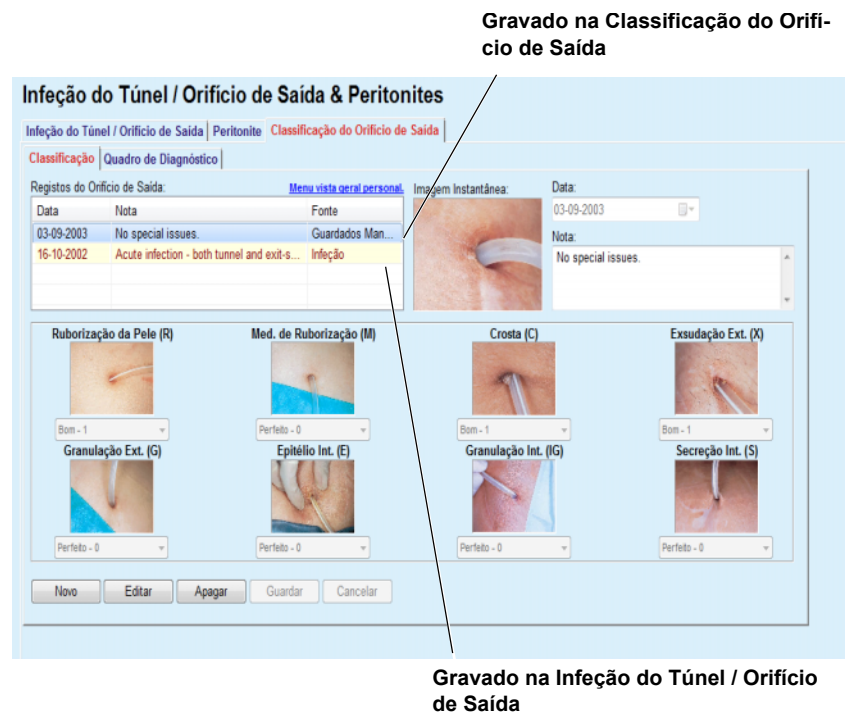 Gravado na Classificação do Orifí-
cio de Saída
Infeção do Túnel / Orifício de Saída & Peritonites
Infeção do Túnel / Orifício de Saída Peritonite Classificação do Orifício de Saída
Classificação Quadro de Diagnóstico
Registos do Orifício de Saída: Menu vista geral personal. Imagem Instantânea: Data:
Data Nota Fonte 03-09-2003
03-09-2003 No special issues. Guardados Man... Nota:
16-10-2002 Acute infection - both tunnel and exit-s... Infeção No special issues.
Ruborização da Pele (R) Med. de Ruborização (M) Crosta (C) Exsudação Ext. (X)
Bom - 1 Perfeito - 0 Bom - 1 Bom - 1
Granulação Ext. (G) Epitélio Int. (E) Granulação Int. (IG) Secreção Int. (S)
Perfeito - 0 Perfeito - 0 Perfeito - 0 Perfeito - 0
Novo Editar Apagar Guardar Cancelar
Gravado na Infeção do Túnel / Orifício
de Saída